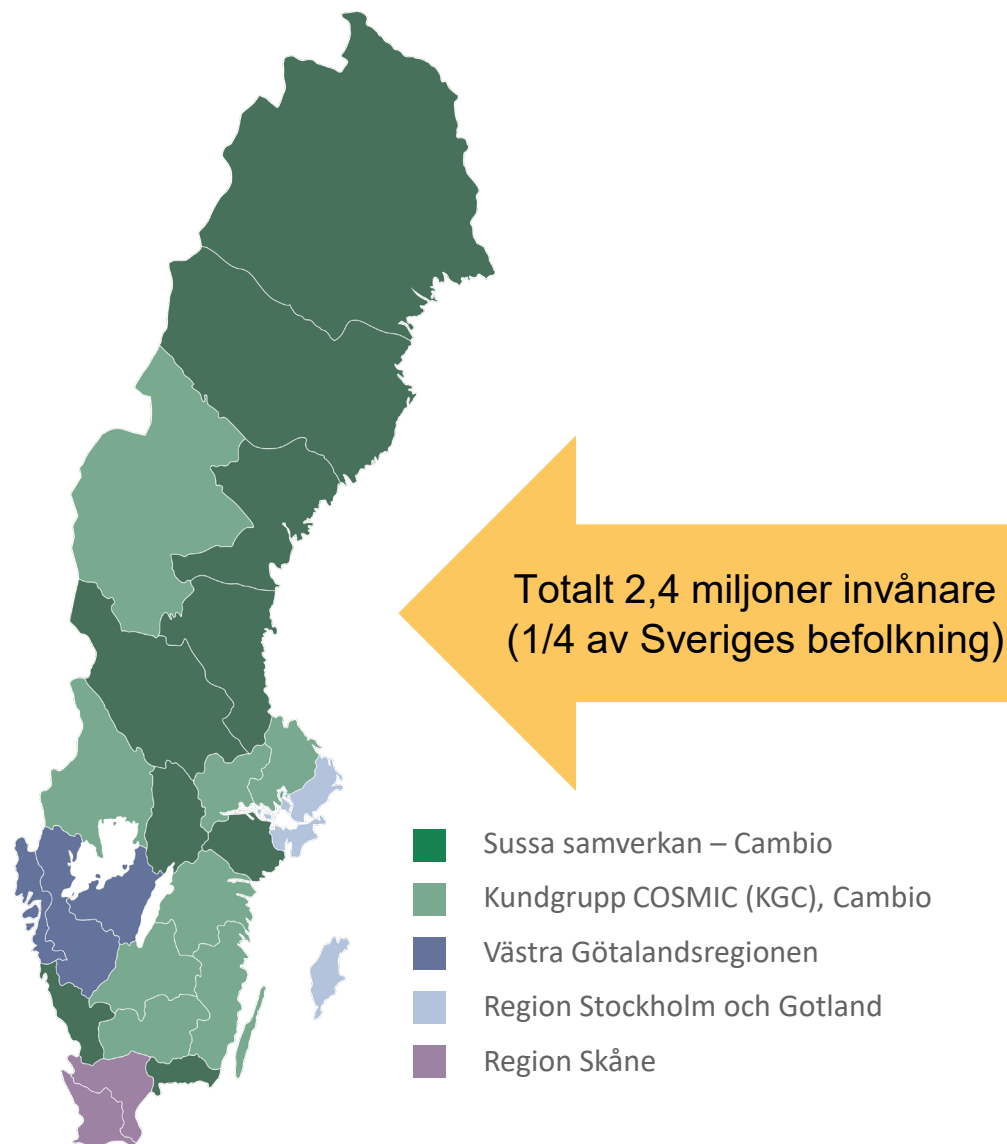 Totalt 2,4 miljoner invånare
(1/4 av Sveriges befolkning)
Sussa samverkan – Cambio
Kundgrupp COSMIC (KGC), Cambio
Västra Götalandsregionen
Region Stockholm och Gotland
Region Skåne